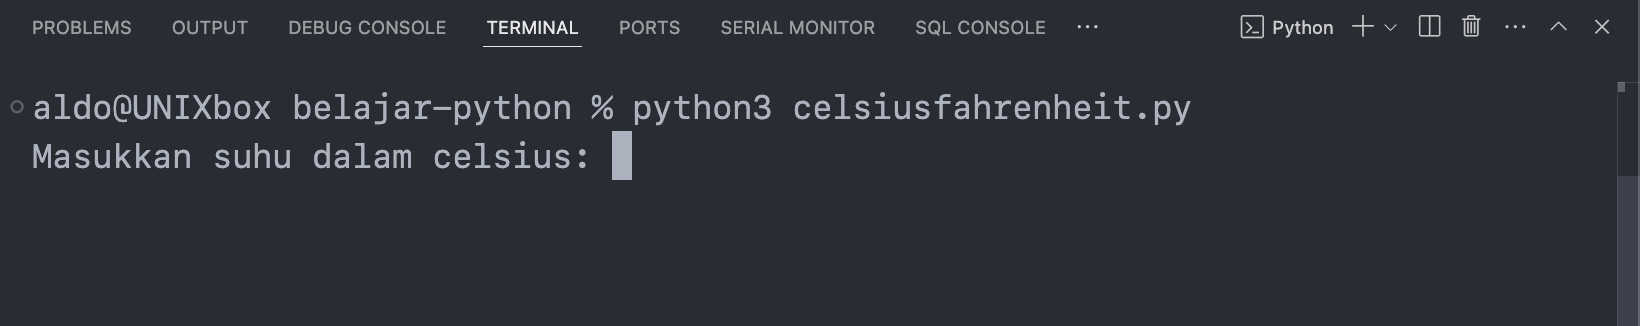 PROBLEMS OUTPUT DEBUG CONSOLE TERMINAL PORTS SERIAL MONITOR SQL CONSOLE ··· Python
aldo@UNIXbox belajar-python % python3 celsiusfahrenheit.py
Masukkan suhu dalam celsius: